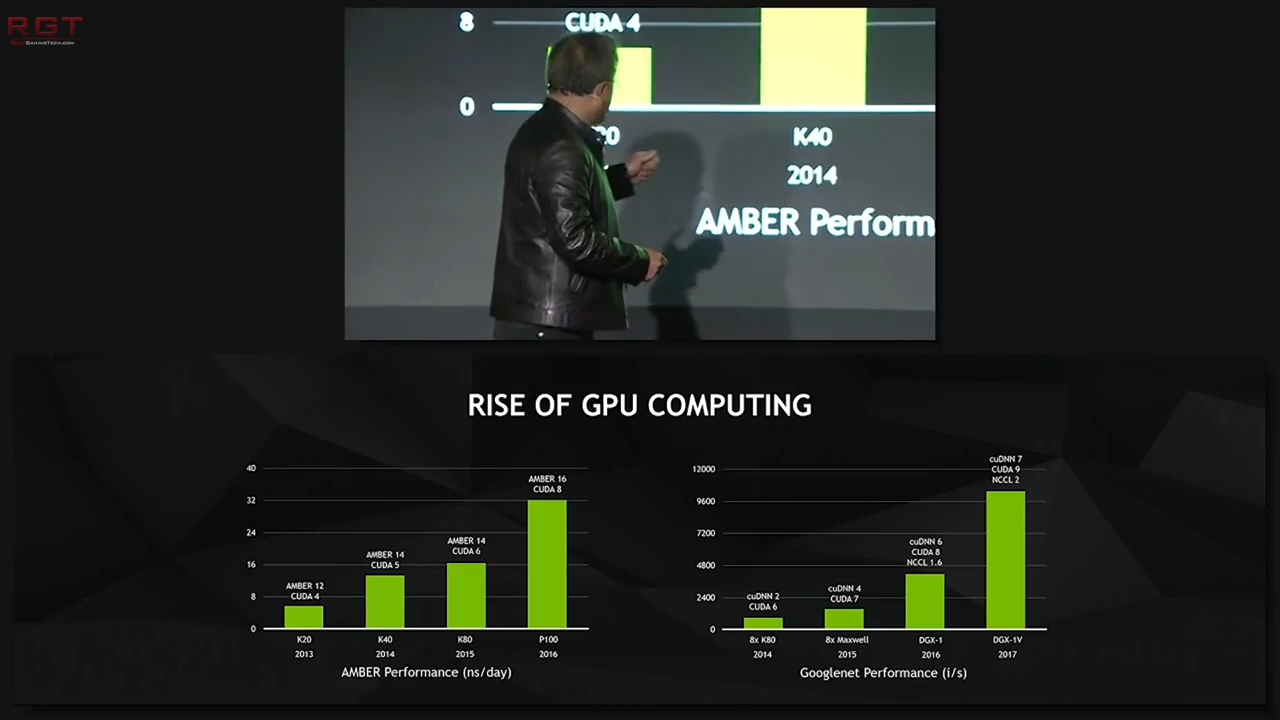 RGT
RedGamingTech.com
8
CUDA 4
0
K40
2014
AMBER Perform
RISE OF GPU COMPUTING
40
32
24
16
8
0
AMBER 12
CUDA 4
AMBER 14
CUDA 5
AMBER 14
CUDA 6
AMBER 16
CUDA 8
K20
2013
K40
2014
K80
2015
P100
2016
AMBER Performance (ns/day)
12000
9600
7200
4800
2400
0
cuDNN 2
CUDA 6
cuDNN 4
CUDA 7
cuDNN 6
CUDA 8
NCCL 1.6
cuDNN 7
CUDA 9
NCCL 2
8x K80
2014
8x Maxwell
2015
DGX-1
2016
DGX-1V
2017
Googlenet Performance (i/s)